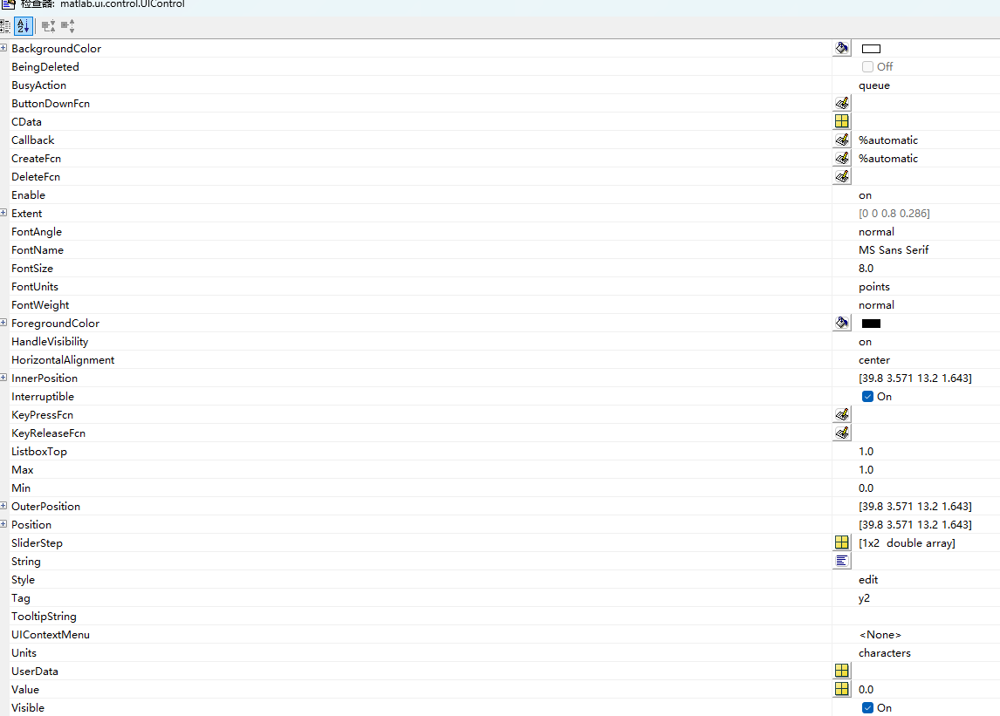 检查器: matlab.ui.control.UIControl
BackgroundColor
BeingDeleted Off
BusyAction queue
ButtonDownFcn
CData
Callback %automatic
CreateFcn %automatic
DeleteFcn
Enable on
Extent [0 0 0.8 0.286]
FontAngle normal
FontName MS Sans Serif
FontSize 8.0
FontUnits points
FontWeight normal
ForegroundColor
HandleVisibility on
HorizontalAlignment center
InnerPosition [39.8 3.571 13.2 1.643]
Interruptible On
KeyPressFcn
KeyReleaseFcn
ListboxTop 1.0
Max 1.0
Min 0.0
OuterPosition [39.8 3.571 13.2 1.643]
Position [39.8 3.571 13.2 1.643]
SliderStep [1x2 double array]
String
Style edit
Tag y2
TooltipString
UIContextMenu <None>
Units characters
UserData
Value 0.0
Visible On